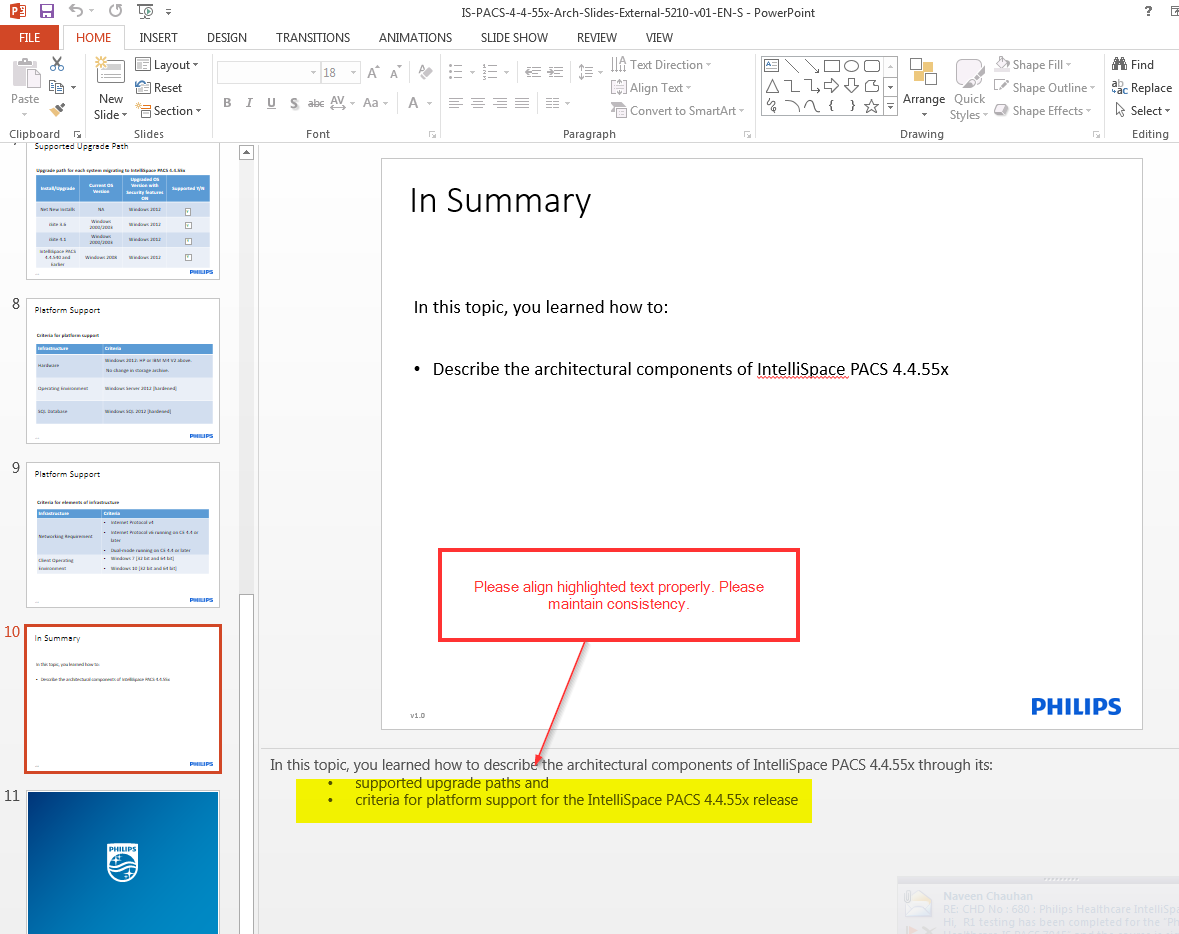 IS-PACS-4-4-55x-Arch-Slides-External-5210-v01-EN-S - PowerPoint
?
FILE HOME INSERT DESIGN TRANSITIONS ANIMATIONS SLIDE SHOW REVIEW VIEW
Paste
Clipboard
New
Slide
Layout
Reset
Section
Slides
18
A A
B I U S abc AV Aa A
Font
Text Direction
Align Text
Convert to SmartArt
Paragraph
Arrange
Quick
Styles
Shape Fill
Shape Outline
Shape Effects
Drawing
Find
Replace
Select
Editing
Supported Upgrade Path
Upgrade path for each system migrating to IntelliSpace PACS 4.4.55x
Install/Upgrade
Current OS
Version
Upgraded OS
Version with
Security features
ON
Supported Y/N
Net New Installs NA Windows 2012 Y
iSite 3.6 Windows
2000/2003 Windows 2012 Y
iSite 4.1 Windows
2000/2003 Windows 2012 Y
IntelliSpace PACS
4.4.540 and
Earlier Windows 2008 Windows 2012 Y
PHILIPS
8
Platform Support
Criteria for platform support
Infrastructure Criteria
Hardware
Windows 2012: HP or IBM M4 V2 above.
No change in storage archive.
Operating Environment Windows Server 2012 [hardened]
SQL Database Windows SQL 2012 [hardened]
PHILIPS
9
Platform Support
Criteria for elements of infrastructure
Infrastructure Criteria
Networking Requirement
• Internet Protocol v4
• Internet Protocol v6 running on CE 4.4 or
later
• Dual-mode running on CE 4.4 or later
Client Operating
Environment
• Windows 7 [32 bit and 64 bit]
• Windows 10 [32 bit and 64 bit]
PHILIPS
10
In Summary
In this topic, you learned how to:
• Describe the architectural components of IntelliSpace PACS 4.4.55x
PHILIPS
11
PHILIPS
In Summary
In this topic, you learned how to:
• Describe the architectural components of IntelliSpace PACS 4.4.55x
Please align highlighted text properly. Please
maintain consistency.
v1.0
PHILIPS
In this topic, you learned how to describe the architectural components of IntelliSpace PACS 4.4.55x through its:
• supported upgrade paths and
• criteria for platform support for the IntelliSpace PACS 4.4.55x release
Naveen Chauhan
RE: CHD No : 680 : Philips Healthcare IntelliSpa
Hi, R1 testing has been completed for the "Ph